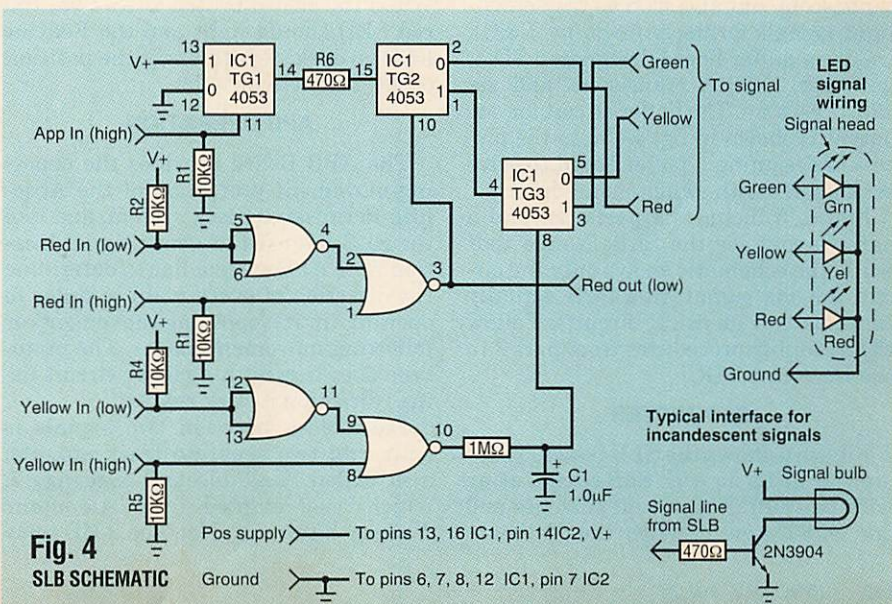 V+
13
12
1
0
IC1
TG1
4053
14
11
R6
470Ω
15
IC1
TG2
4053
0
1
2
1
10
4
IC1
TG3
4053
0
1
5
3
8
Green
Yellow
Red
To signal
App In (high)
R1
10KΩ
V+
R2
10KΩ
Red In (low)
5
6
4
2
1
3
Red out (low)
Red In (high)
R1
10KΩ
V+
R4
10KΩ
Yellow In (low)
12
13
11
9
8
10
1MΩ
+
C1
1.0µF
Yellow In (high)
R5
10KΩ
LED
signal
wiring
Signal head
Green
Grn
Yellow
Yel
Red
Red
Ground
Typical interface for
incandescent signals
V+
Signal bulb
Signal line
from SLB
470Ω
2N3904
Fig. 4
SLB SCHEMATIC
Pos supply
To pins 13, 16 IC1, pin 14IC2, V+
Ground
To pins 6, 7, 8, 12 IC1, pin 7 IC2